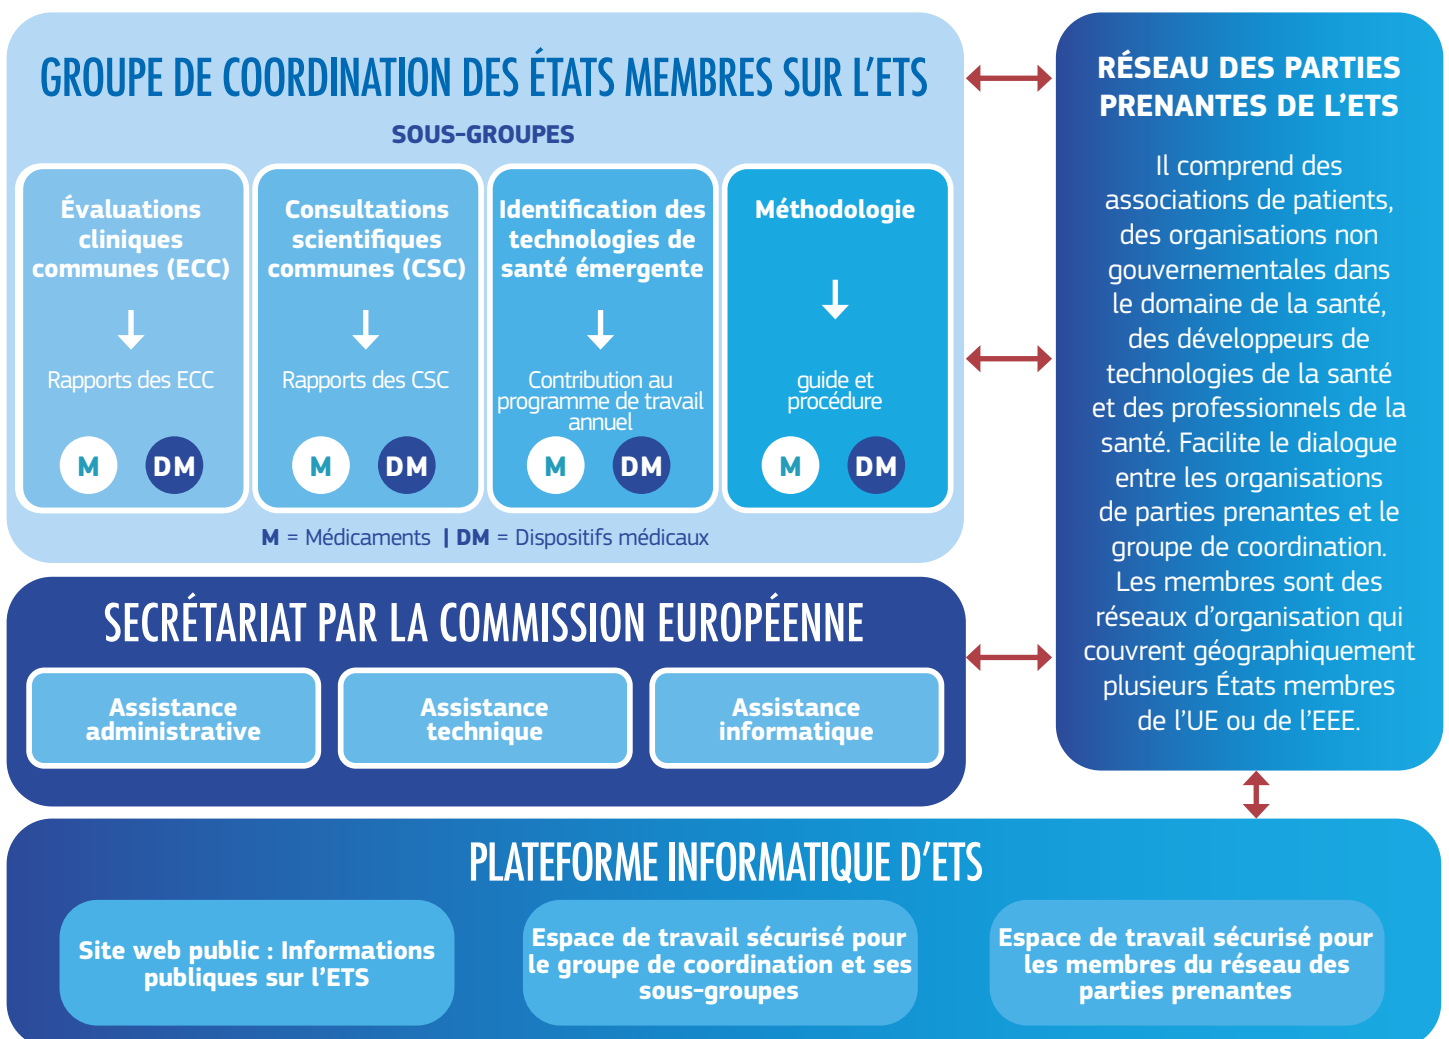 GROUPE DE COORDINATION DES ÉTATS MEMBRES SUR L'ETS
SOUS-GROUPES
Évaluations
cliniques
communes (ECC)
Rapports des ECC
M DM
Consultations
scientifiques
communes (CSC)
Rapports des CSC
M DM
Identification des
technologies de
santé émergente
Contribution au
programme de travail
annuel
M DM
Méthodologie
guide et
procédure
M DM
M = Médicaments | DM = Dispositifs médicaux
RÉSEAU DES PARTIES
PRENANTES DE L'ETS
Il comprend des
associations de patients,
des organisations non
gouvernementales dans
le domaine de la santé,
des développeurs de
technologies de la santé
et des professionnels de la
santé. Facilite le dialogue
entre les organisations
de parties prenantes et le
groupe de coordination.
Les membres sont des
réseaux d'organisation qui
couvrent géographiquement
plusieurs États membres
de l'UE ou de l'EEE.
SECRÉTARIAT PAR LA COMMISSION EUROPÉENNE
Assistance
administrative
Assistance
technique
Assistance
informatique
PLATEFORME INFORMATIQUE D'ETS
Site web public : Informations
publiques sur l'ETS
Espace de travail sécurisé pour
le groupe de coordination et ses
sous-groupes
Espace de travail sécurisé pour
les membres du réseau des
parties prenantes